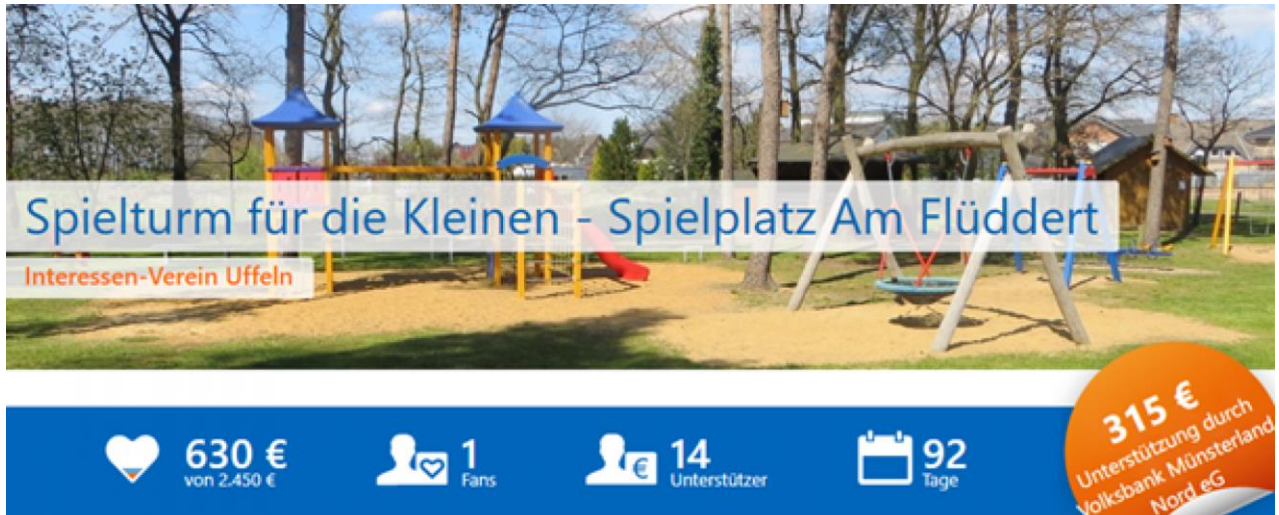 Spielturm für die Kleinen - Spielplatz Am Flüddert
Interessen-Verein Uffeln
630 €
von 2.450 €
1
Fans
€
14
Unterstützer
92
Tage
315 €
Unterstützung durch
Volksbank Münsterland
Nord eG